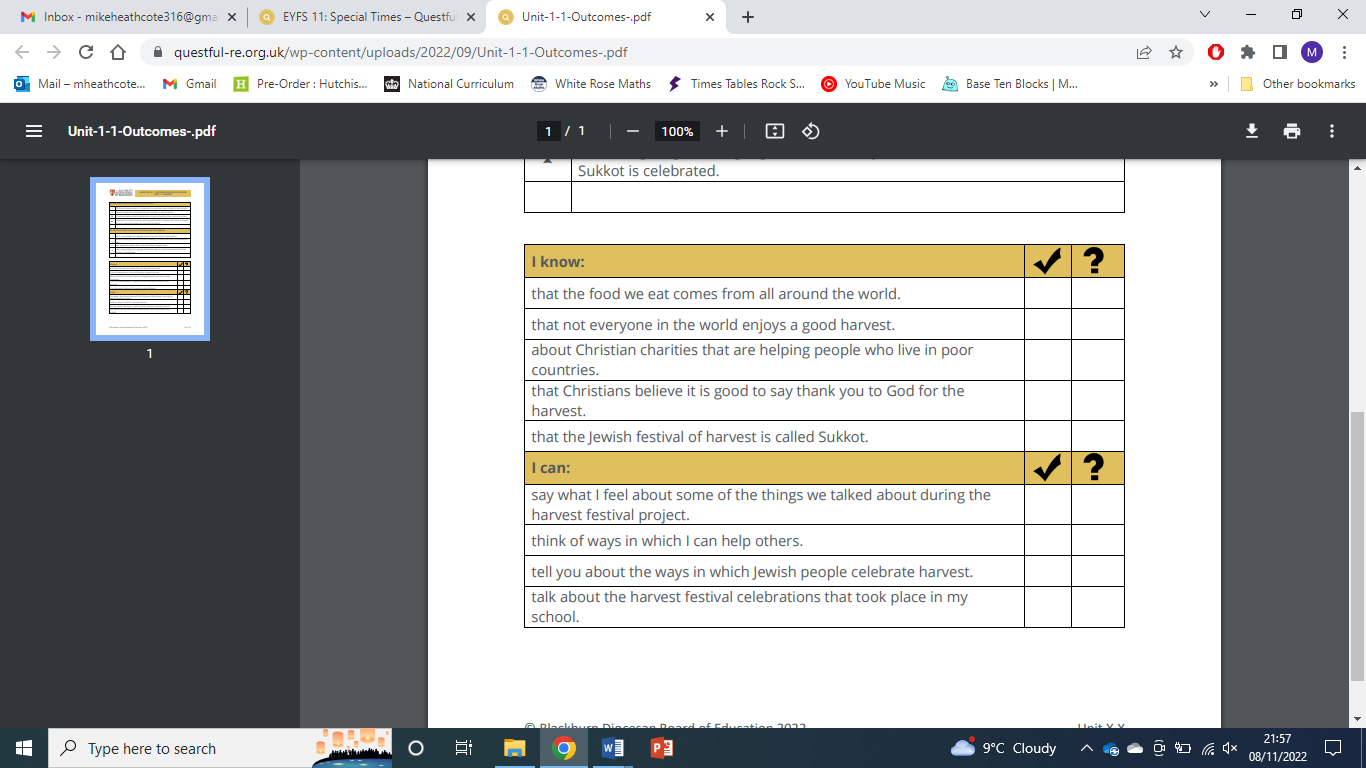 Inbox - mikeheathcote316@gma
EYFS 11: Special Times – Questful
Unit-1-1-Outcomes-.pdf
questful-re.org.uk/wp-content/uploads/2022/09/Unit-1-1-Outcomes-.pdf
M
Mail – mheathcote...
Gmail
Pre-Order : Hutchis...
National Curriculum
White Rose Maths
Times Tables Rock S...
YouTube Music
Base Ten Blocks | M...
»
Other bookmarks
Unit-1-1-Outcomes-.pdf
1 / 1
100%
1
Sukkot is celebrated.
I know:
that the food we eat comes from all around the world.
that not everyone in the world enjoys a good harvest.
about Christian charities that are helping people who live in poor
countries.
that Christians believe it is good to say thank you to God for the
harvest.
that the Jewish festival of harvest is called Sukkot.
I can:
say what I feel about some of the things we talked about during the
harvest festival project.
think of ways in which I can help others.
tell you about the ways in which Jewish people celebrate harvest.
talk about the harvest festival celebrations that took place in my
school.
© Blackburn Diocesan Board of Education 2022
Unit X.X
Type here to search
9°C Cloudy
21:57
08/11/2022